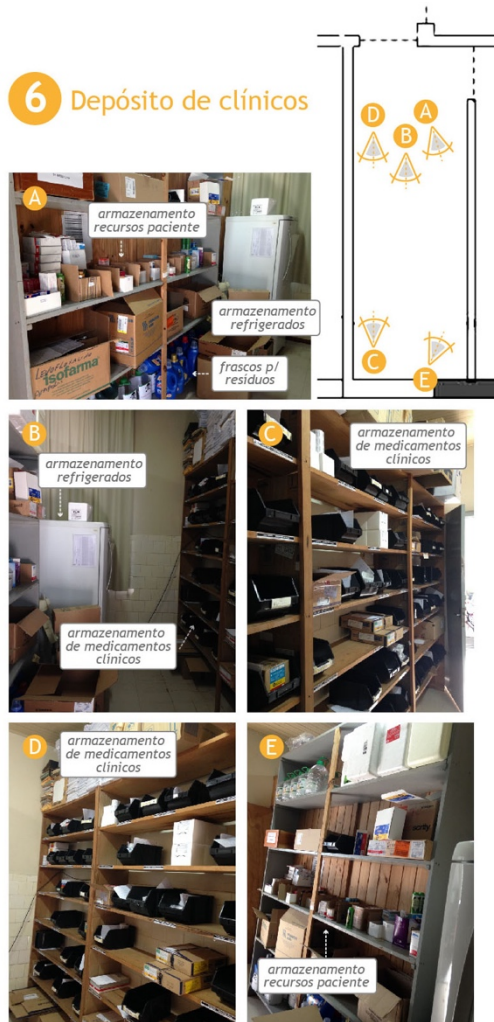 6 Depósito de clínicos
D
A
B
C
E
A
armazenamento
recursos paciente
armazenamento
refrigerados
frascos p/
resíduos
isofarma
B
armazenamento
refrigerados
armazenamento
de medicamentos
clínicos
C
armazenamento
de medicamentos
clínicos
D
armazenamento
de medicamentos
clínicos
E
armazenamento
recursos paciente